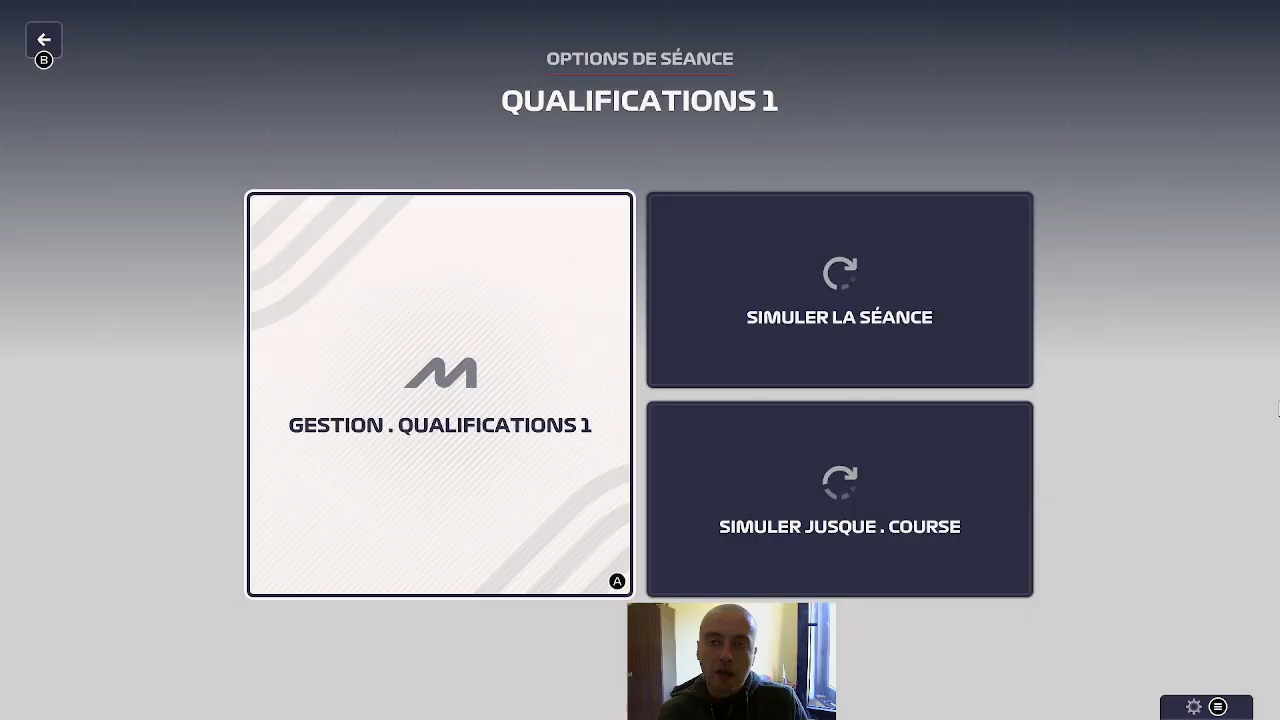 B
OPTIONS DE SÉANCE
QUALIFICATIONS 1
GESTION . QUALIFICATIONS 1
A
SIMULER LA SÉANCE
SIMULER JUSQUE . COURSE